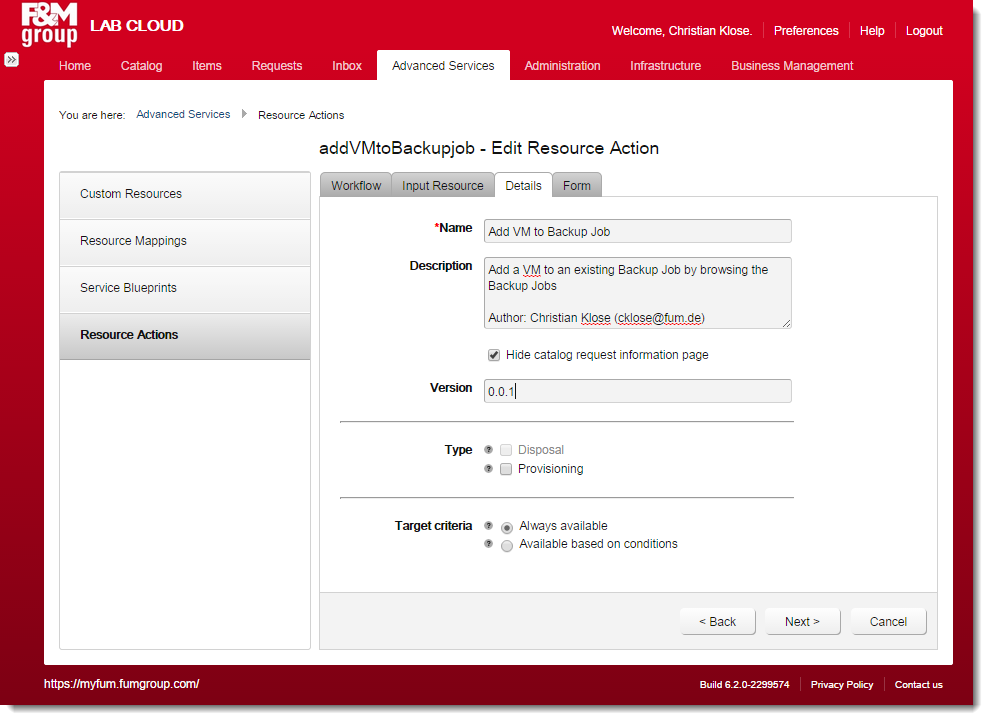 F&M
group
LAB CLOUD
Welcome, Christian Klose. Preferences Help Logout
Home Catalog Items Requests Inbox Advanced Services Administration Infrastructure Business Management
You are here: Advanced Services Resource Actions
addVMtoBackupjob - Edit Resource Action
Custom Resources
Resource Mappings
Service Blueprints
Resource Actions
Workflow Input Resource Details Form
*Name Add VM to Backup Job
Description Add a VM to an existing Backup Job by browsing the
Backup Jobs
Author: Christian Klose (cklose@fum.de)
Hide catalog request information page
Version 0.0.1
Type ? Disposal
? Provisioning
Target criteria ? Always available
? Available based on conditions
< Back Next > Cancel
https://myfum.fumgroup.com/ Build 6.2.0-2299574 Privacy Policy Contact us